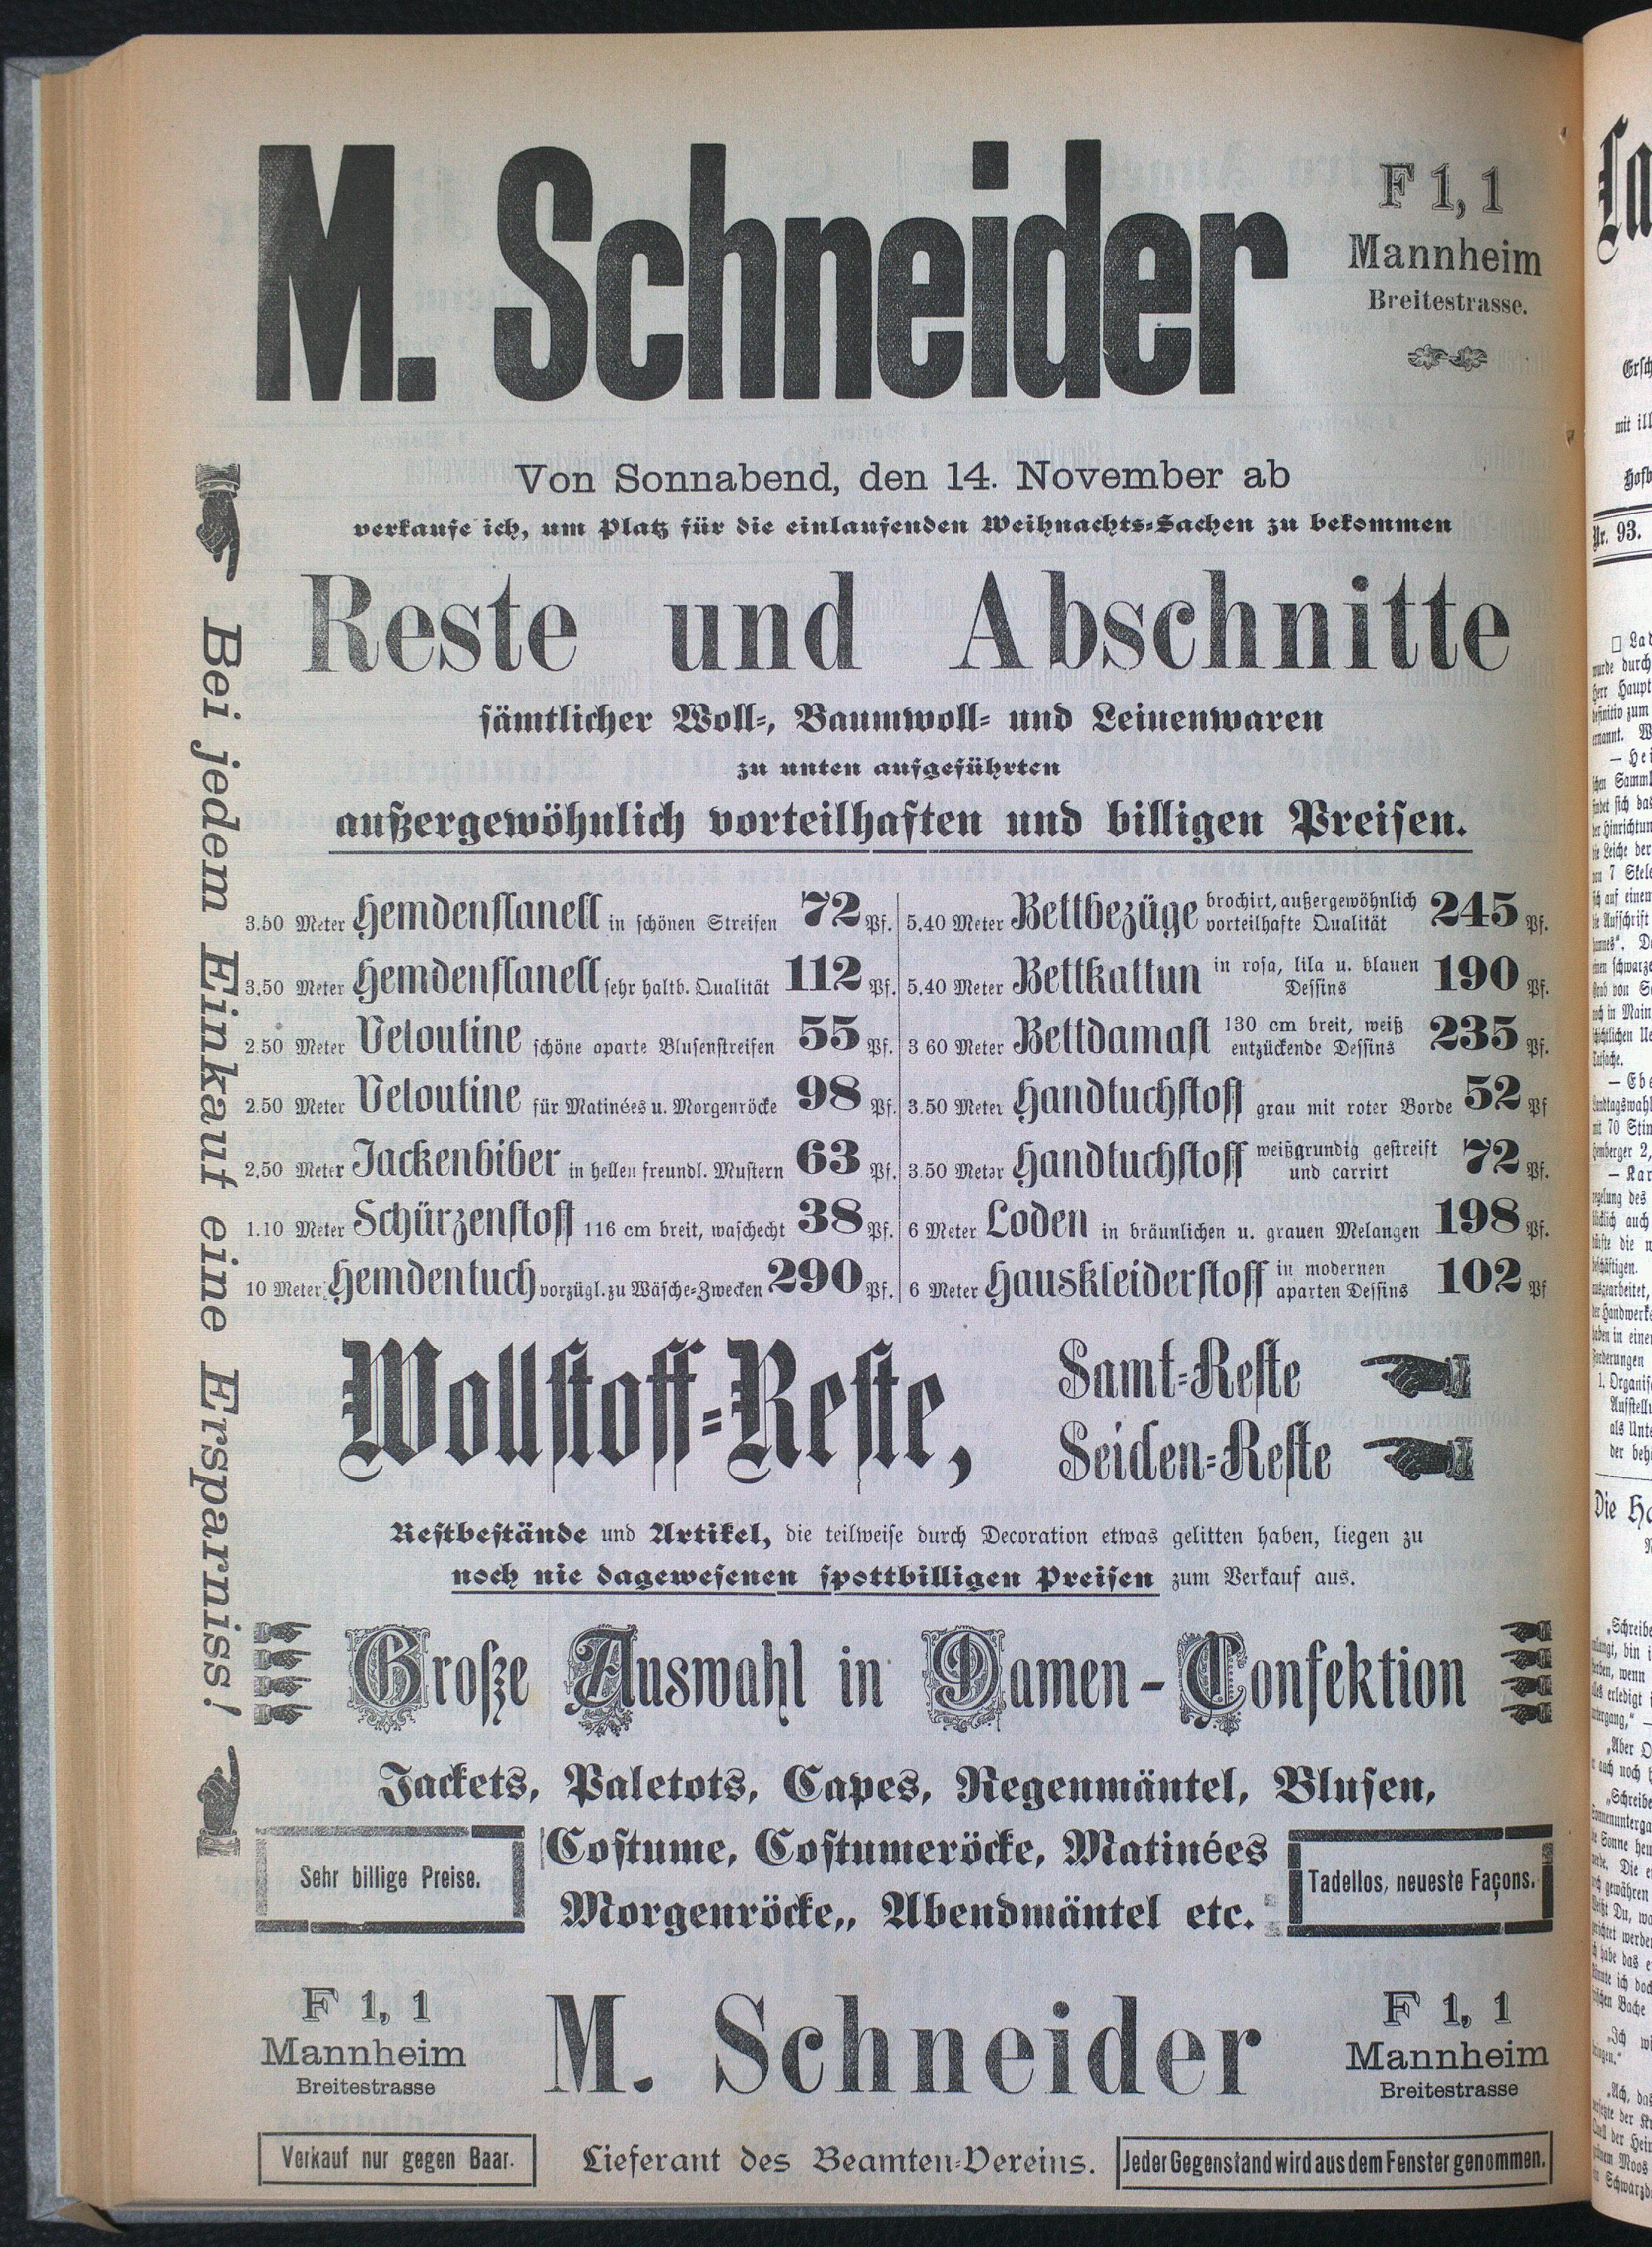 M. Schneider
F 1, 1
Mannheim
Breitestrasse.
Von Sonnabend, den 14. November ab
verkaufe ich, um Platz für die einlaufenden Weihnachts-Sachen zu bekommen
Reste und Abschnitte
sämtlicher Woll-, Baumwoll- und Leinenwaren
zu unten aufgeführten
außergewöhnlich vorteilhaften und billigen Preisen.
Bei jedem Einkauf eine Ersparniss!
3.50 Meter Hemdenflanell in schönen Streifen 72 Pf.
3.50 Meter Hemdenflanell sehr haltb. Qualität 112 Pf.
2.50 Meter Veloutine schöne aparte Blusenstreifen 55 Pf.
2.50 Meter Veloutine für Matinées u. Morgenröcke 98 Pf.
2.50 Meter Jackenbiber in hellen freundl. Mustern 63 Pf.
1.10 Meter Schürzenstoff 116 cm breit, waschecht 38 Pf.
10 Meter Hemdentuch vorzügl. zu Wäsche-Zwecken 290 Pf.
5.40 Meter Bettbezüge brochirt, außergewöhnlich vorteilhafte Qualität 245 Pf.
5.40 Meter Bettkattun in rosa, lila u. blauen Dessins 190 Pf.
3 60 Meter Bettdamast 130 cm breit, weiß entzückende Dessins 235 Pf.
3.50 Meter Handtuchstoff grau mit roter Borde 52 Pf
3.50 Meter Handtuchstoff weißgrundig gestreift und carrirt 72 Pf.
6 Meter Loden in bräunlichen u. grauen Melangen 198 Pf.
6 Meter Hauskleiderstoff in modernen aparten Dessins 102 Pf
Wollstoff-Reste,
Samt-Reste
Seiden-Reste
Restbestände und Artikel, die teilweise durch Decoration etwas gelitten haben, liegen zu
noch nie dagewesenen spottbilligen Preisen zum Verkauf aus.
Große Auswahl in Damen-Confektion
Jackets, Paletots, Capes, Regenmäntel, Blusen,
Costume, Costumeröcke, Matinées
Morgenröcke,, Abendmäntel etc.
Sehr billige Preise.
Tadellos, neueste Façons.
F 1, 1
Mannheim
Breitestrasse
M. Schneider
F 1, 1
Mannheim
Breitestrasse
Verkauf nur gegen Baar.
Lieferant des Beamten-Vereins.
Jeder Gegenstand wird aus dem Fenster genommen.
Nr. 93.